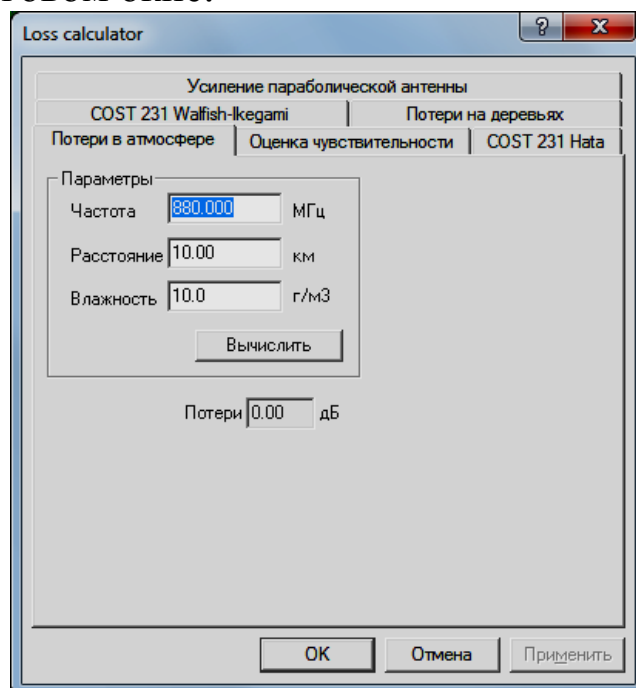 Loss calculator
Усиление параболической антенны
COST 231 Walfish-Ikegami
Потери на деревьях
Потери в атмосфере
Оценка чувствительности
COST 231 Hata
Параметры
Частота 880.000 МГц
Расстояние 10.00 км
Влажность 10.0 г/м3
Вычислить
Потери 0.00 дБ
OK
Отмена
Применить